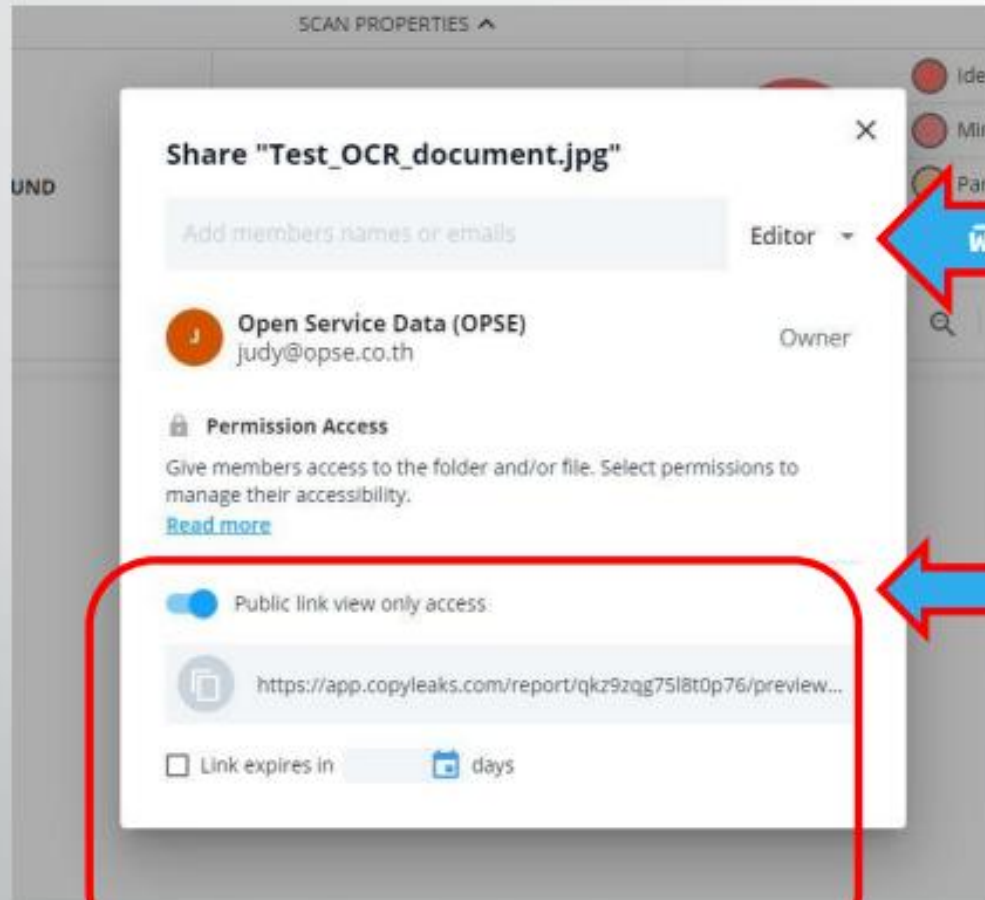 SCAN PROPERTIES
UND
Share "Test_OCR_document.jpg"
Add members names or emails
Editor
J
Open Service Data (OPSE)
judy@opse.co.th
Owner
Permission Access
Give members access to the folder and/or file. Select permissions to
manage their accessibility.
Read more
Public link view only access
https://app.copyleaks.com/report/qkz9zqg75l8t0p76/preview...
Link expires in
days